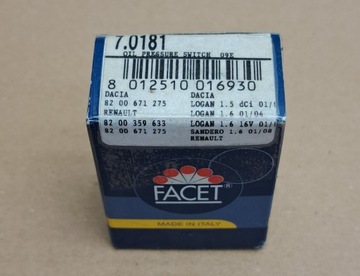 7.0181
OIL PRESSURE SWITCH G9E
8 012510 016930
DACIA DACIA
82 00 671 275 LOGAN 1.5 dCi 01/0
RENAULT LOGAN 1.6 01/04
82 00 359 633 LOGAN 1.6 16V 01/0
82 00 671 275 SANDERO 1.6 01/08
RENAULT
FACET®
MADE IN ITALY